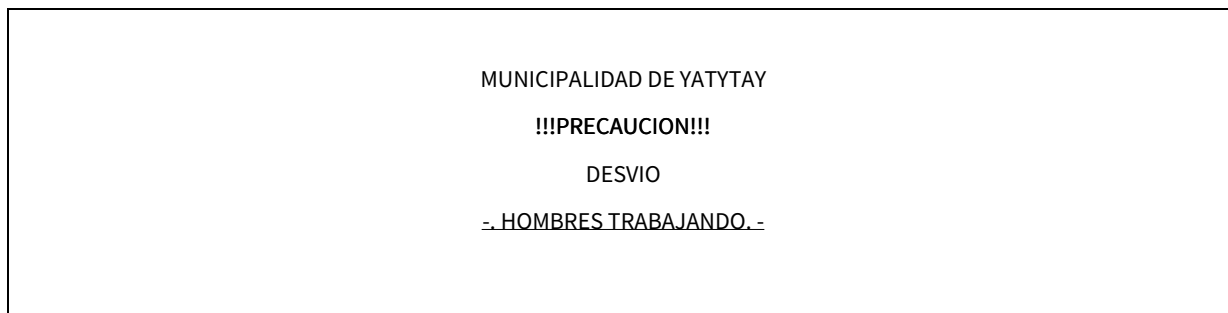 MUNICIPALIDAD DE YATYTAY
!!!PRECAUCION!!!
DESVIO
-. HOMBRES TRABAJANDO. -